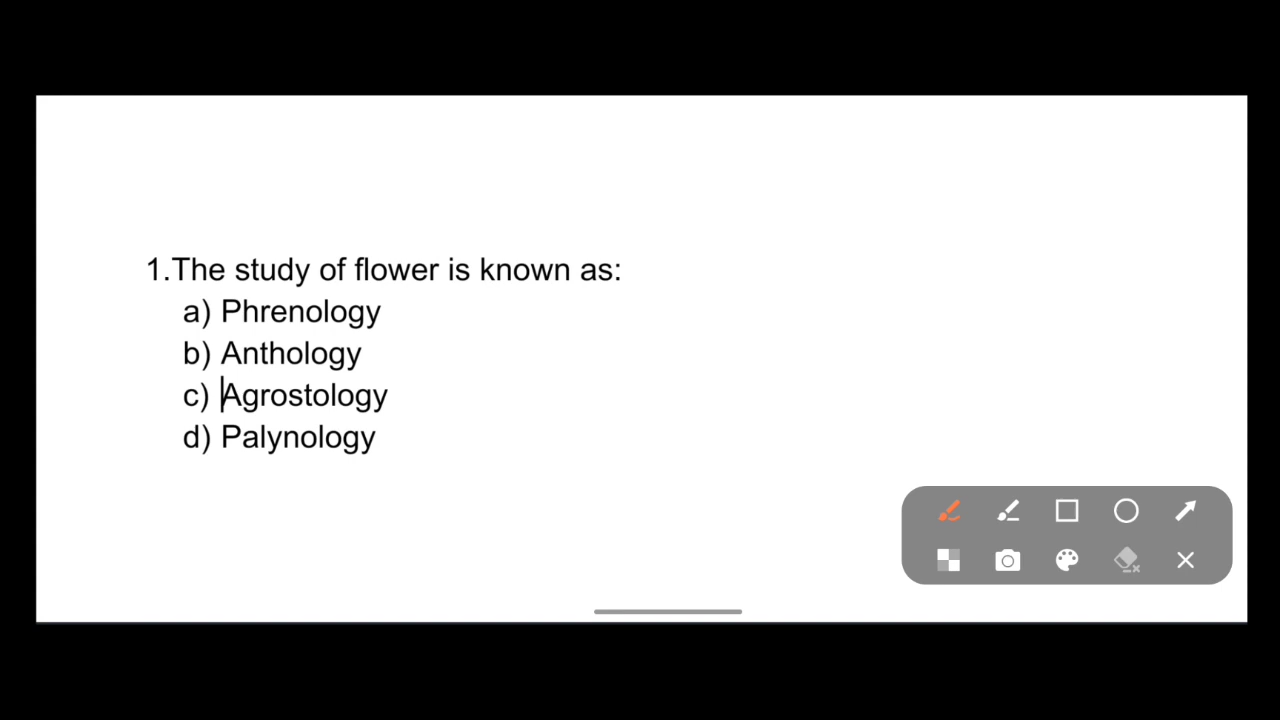 1.The study of flower is known as:
a) Phrenology
b) Anthology
c) Agrostology
d) Palynology